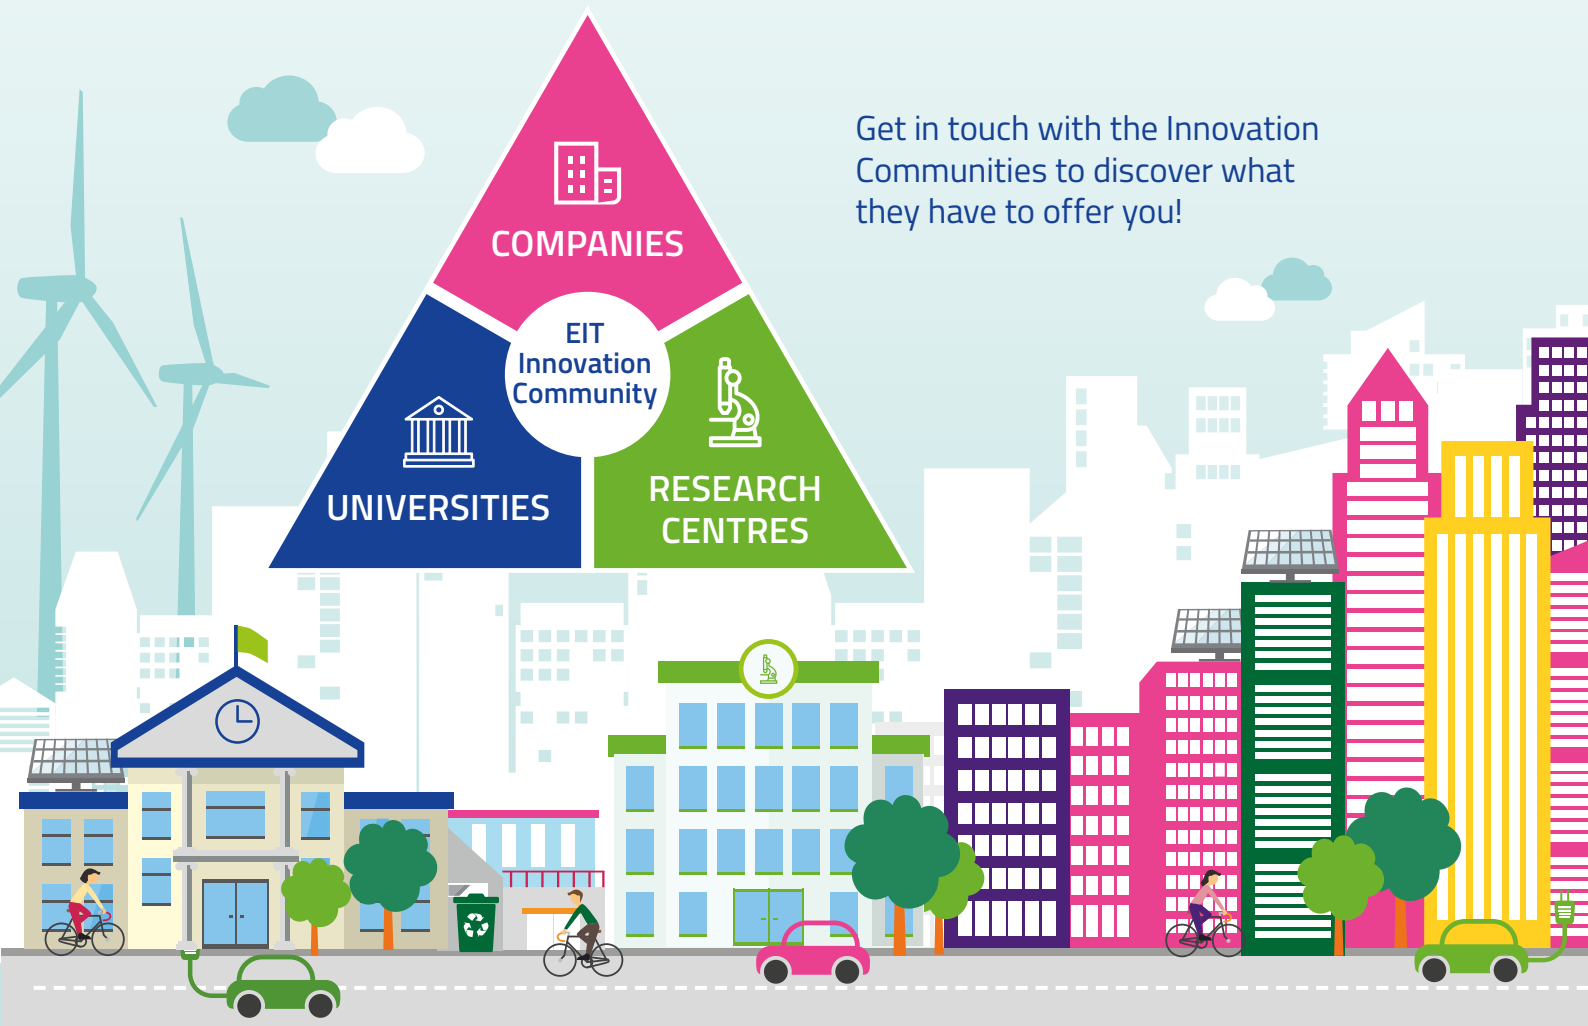 COMPANIES
EIT
Innovation
Community
UNIVERSITIES
RESEARCH
CENTRES
Get in touch with the Innovation
Communities to discover what
they have to offer you!